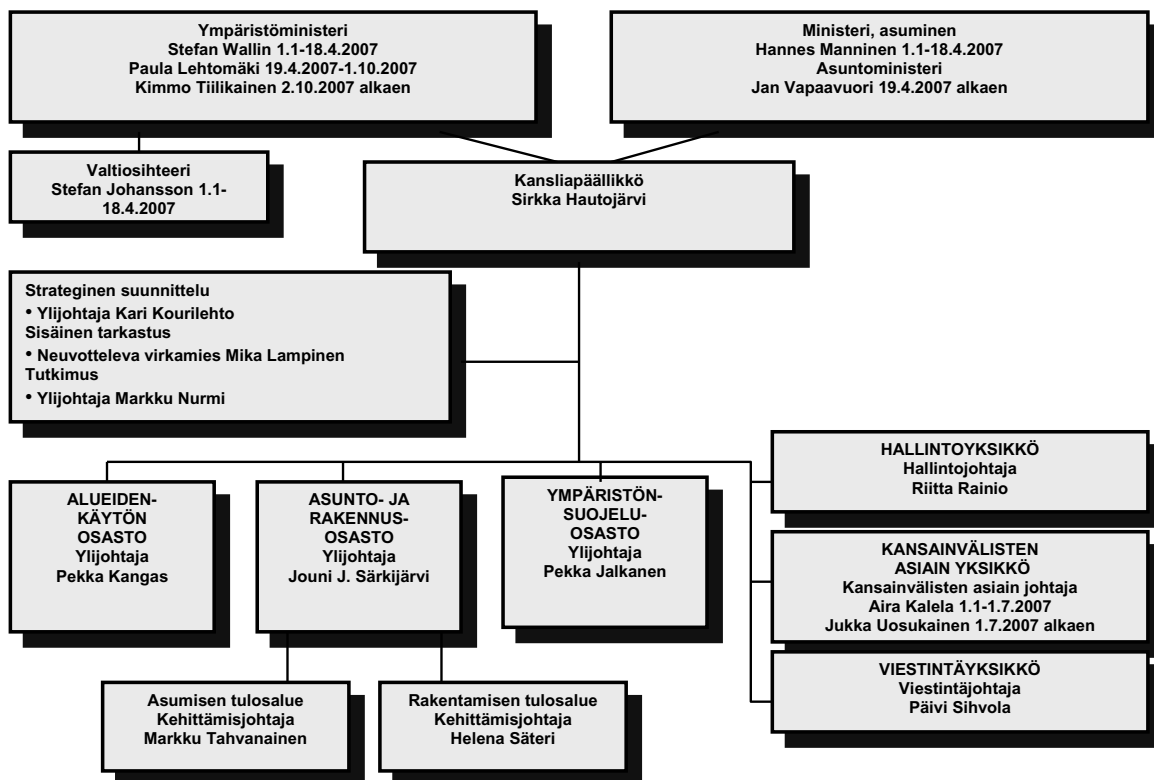 Ympäristöministeri
Stefan Wallin 1.1-18.4.2007
Paula Lehtomäki 19.4.2007-1.10.2007
Kimmo Tiilikainen 2.10.2007 alkaen
Ministeri, asuminen
Hannes Manninen 1.1-18.4.2007
Asuntoministeri
Jan Vapaavuori 19.4.2007 alkaen
Valtiosihteeri
Stefan Johansson 1.1-
18.4.2007
Kansliapäällikkö
Sirkka Hautojärvi
Strateginen suunnittelu
• Ylijohtaja Kari Kourilehto
Sisäinen tarkastus
• Neuvotteleva virkamies Mika Lampinen
Tutkimus
• Ylijohtaja Markku Nurmi
ALUEIDEN-
KÄYTÖN
OSASTO
Ylijohtaja
Pekka Kangas
ASUNTO- JA
RAKENNUS-
OSASTO
Ylijohtaja
Jouni J. Särkijärvi
YMPÄRISTÖN-
SUOJELU-
OSASTO
Ylijohtaja
Pekka Jalkanen
HALLINTOYKSIKKÖ
Hallintojohtaja
Riitta Rainio
KANSAINVÄLISTEN
ASIAIN YKSIKKÖ
Kansainvälisten asiain johtaja
Aira Kalela 1.1-1.7.2007
Jukka Uosukainen 1.7.2007 alkaen
VIESTINTÄYKSIKKÖ
Viestintäjohtaja
Päivi Sihvola
Asumisen tulosalue
Kehittämisjohtaja
Markku Tahvanainen
Rakentamisen tulosalue
Kehittämisjohtaja
Helena Säteri